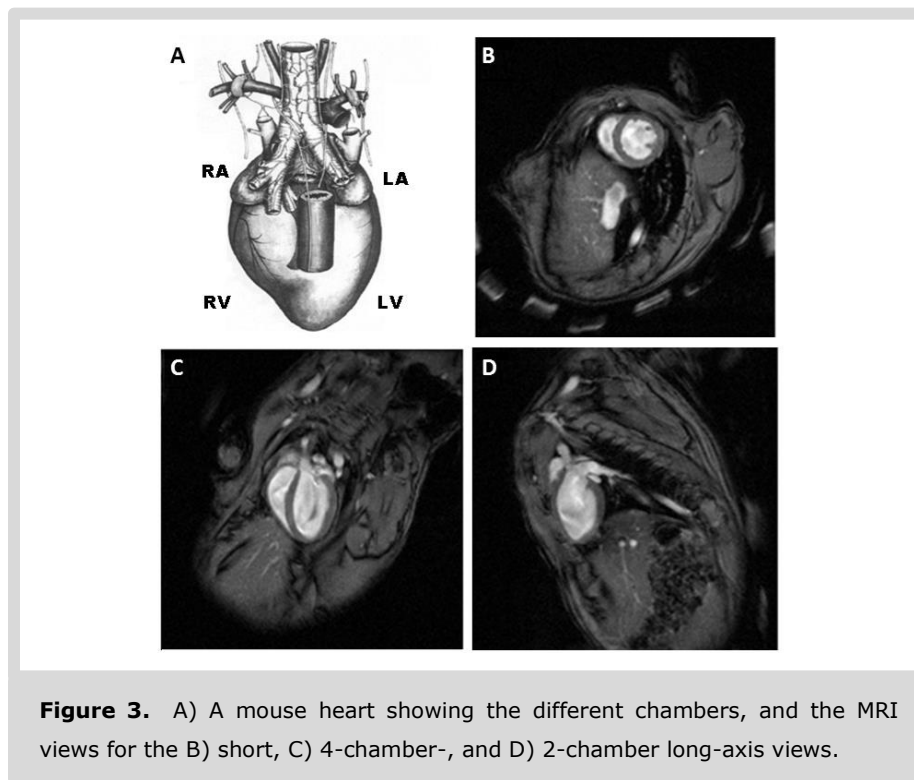 A
B
RA
LA
RV
LV
C
D
Figure 3. A) A mouse heart showing the different chambers, and the MRI
views for the B) short, C) 4-chamber-, and D) 2-chamber long-axis views.